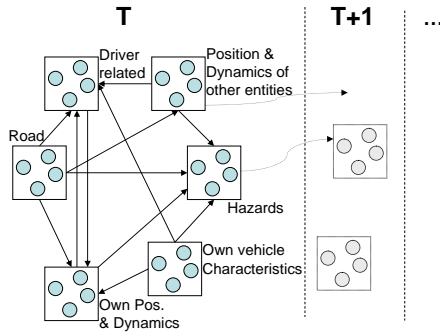 T
T+1
...
Driver
related
Position &
Dynamics of
other entities
Road
Hazards
Own vehicle
Characteristics
Own Pos.
& Dynamics